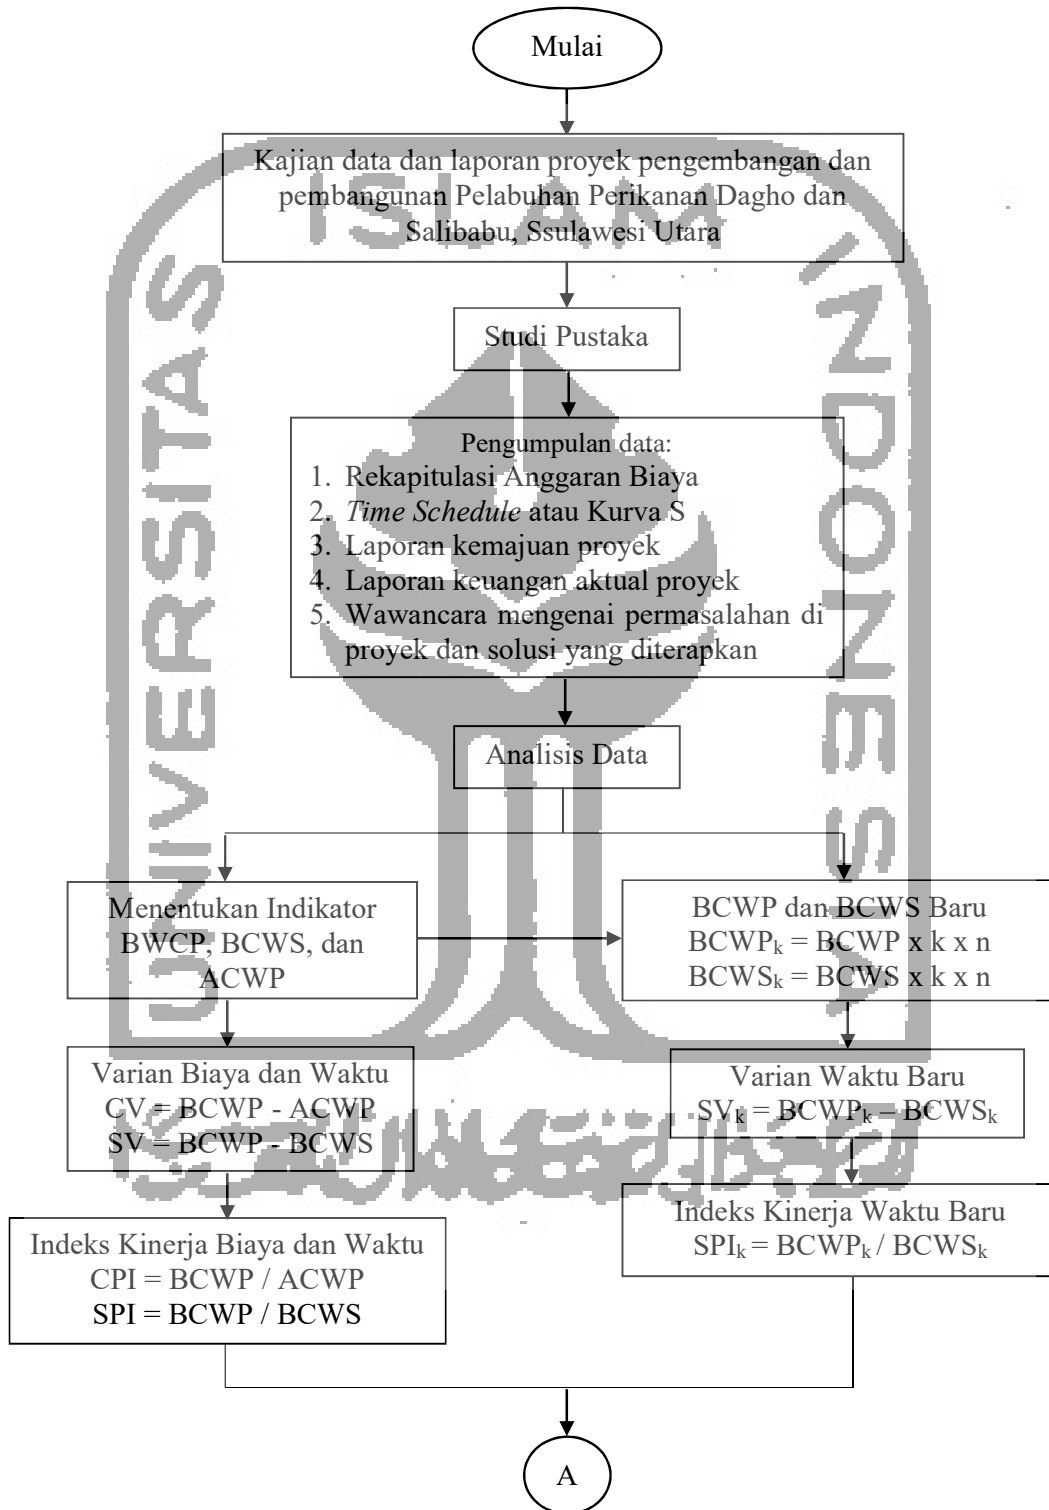 Mulai
Kajian data dan laporan proyek pengembangan dan
pembangunan Pelabuhan Perikanan Dagho dan
Salibabu, Ssulawesi Utara
Studi Pustaka
Pengumpulan data:
1. Rekapitulasi Anggaran Biaya
2. Time Schedule atau Kurva S
3. Laporan kemajuan proyek
4. Laporan keuangan aktual proyek
5. Wawancara mengenai permasalahan di
proyek dan solusi yang diterapkan
Analisis Data
Menentukan Indikator
BWCP, BCWS, dan
ACWP
BCWP dan BCWS Baru
BCWPk = BCWP x k x n
BCWSk = BCWS x k x n
Varian Biaya dan Waktu
CV = BCWP - ACWP
SV = BCWP - BCWS
Varian Waktu Baru
SVk = BCWPk – BCWSk
Indeks Kinerja Biaya dan Waktu
CPI = BCWP / ACWP
SPI = BCWP / BCWS
Indeks Kinerja Waktu Baru
SPIk = BCWPk / BCWSk
A
UNIVERSITAS
ISLAM
INDONESIA